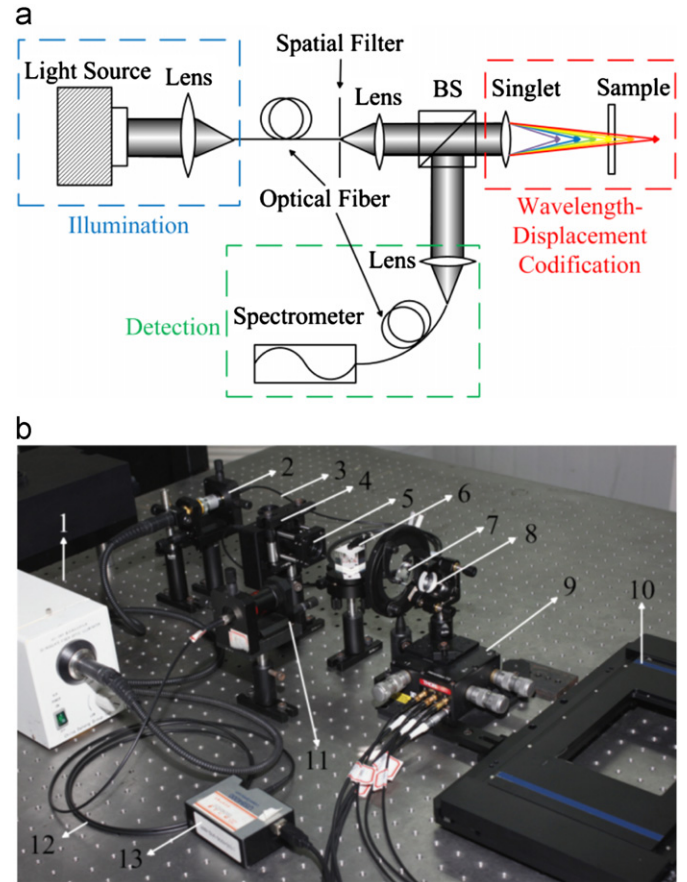 a
Spatial Filter
Light Source
Lens
Lens
BS
Singlet
Sample
Optical Fiber
Illumination
Wavelength-
Displacement
Codification
Lens
Detection
Spectrometer
b
1
2
3
4
5
6
7
8
9
10
11
12
13